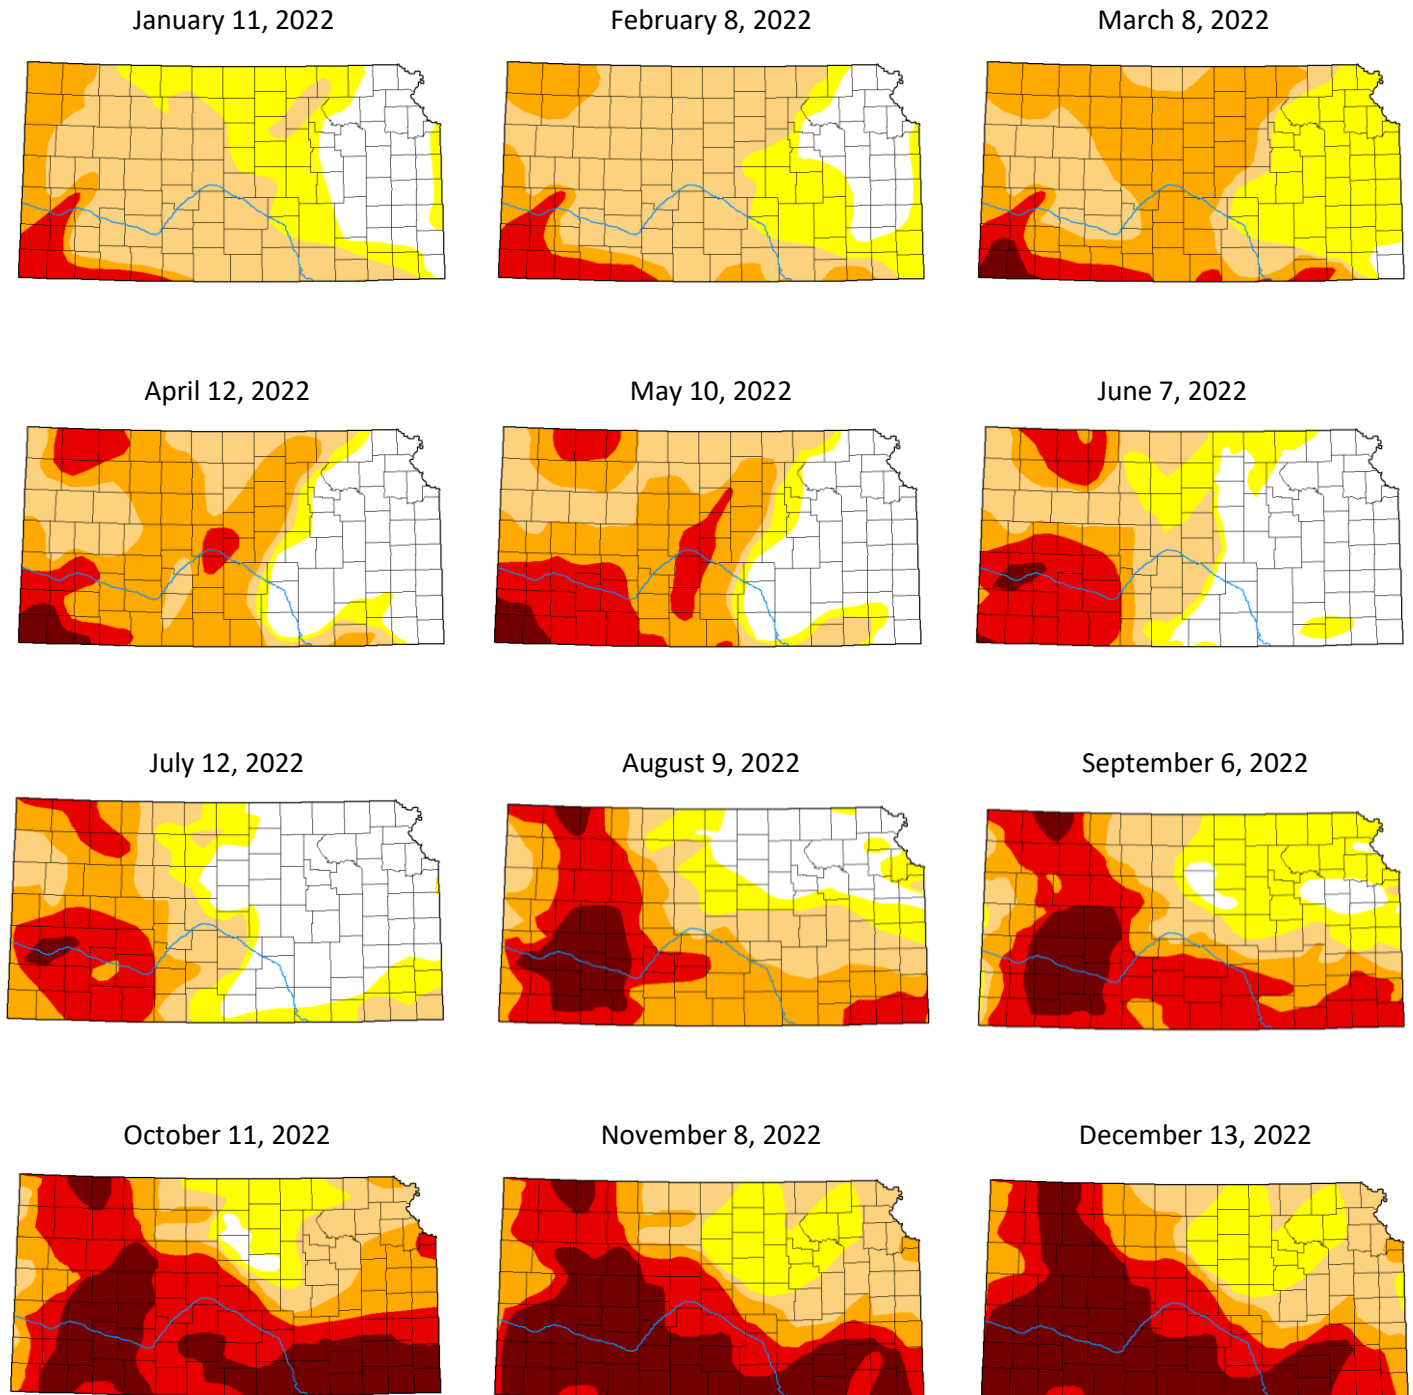 January 11, 2022
February 8, 2022
March 8, 2022
April 12, 2022
May 10, 2022
June 7, 2022
July 12, 2022
August 9, 2022
September 6, 2022
October 11, 2022
November 8, 2022
December 13, 2022